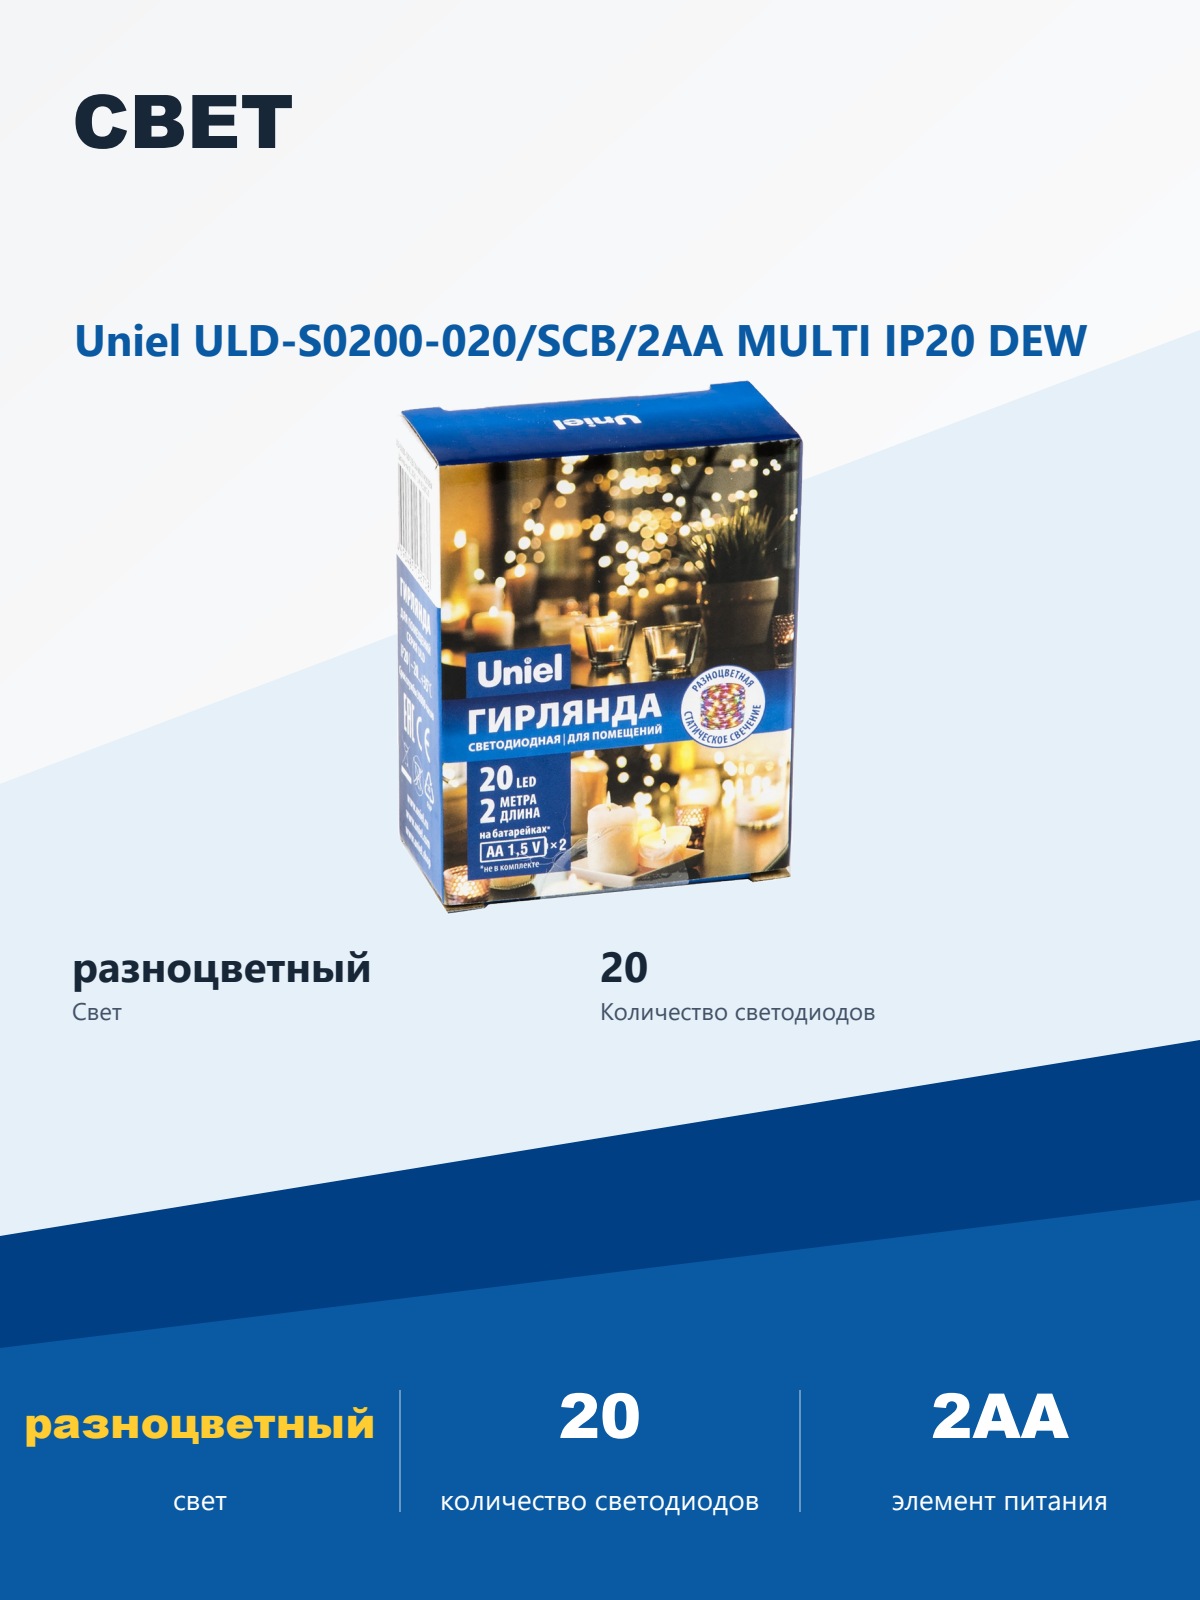 СВЕТ
Uniel ULD-S0200-020/SCB/2AA MULTI IP20 DEW
Uniel
ГИРЛЯНДА
Uniel
ГИРЛЯНДА
СВЕТОДИОДНАЯ | ДЛЯ ПОМЕЩЕНИЙ
РАЗНОЦВЕТНАЯ
СТАТИЧЕСКОЕ СВЕЧЕНИЕ
20 LED
2 МЕТРА
ДЛИНА
на батарейках*
AA 1,5 V ×2
*не в комплекте
разноцветный
Свет
20
Количество светодиодов
разноцветный
свет
20
количество светодиодов
2AA
элемент питания